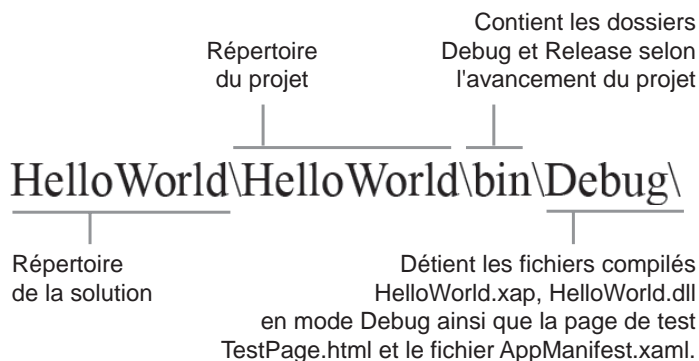 Contient les dossiers
Debug et Release selon
l'avancement du projet
Répertoire
du projet
HelloWorld\HelloWorld\bin\Debug\
Répertoire
de la solution
Détient les fichiers compilés
HelloWorld.xap, HelloWorld.dll
en mode Debug ainsi que la page de test
TestPage.html et le fichier AppManifest.xaml.